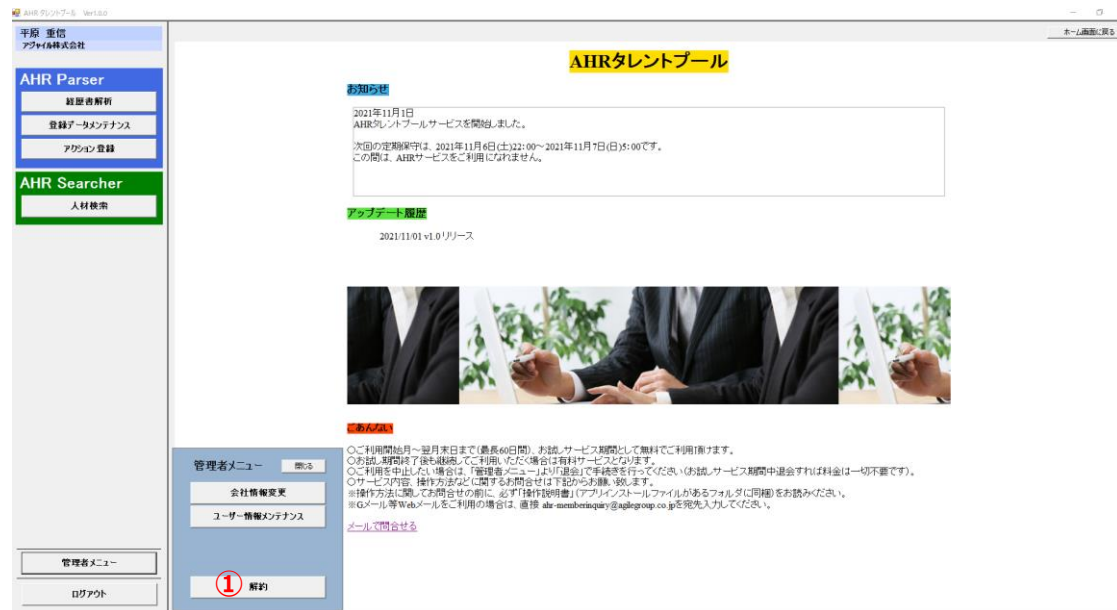 AHR タレントプール Ver1.0.0
平原 重信
アジャイル株式会社
ホーム画面に戻る
AHR Parser
経歴書解析
登録データメンテナンス
アクション登録
AHR Searcher
人材検索
AHRタレントプール
お知らせ
2021年11月1日
AHRタレントプールサービスを開始しました。
次回の定期保守は、2021年11月6日(土)22:00～2021年11月7日(日)5:00です。
この間は、AHRサービスをご利用になれません。
アップデート履歴
2021/11/01 v1.0リリース
ごあんない
○ご利用開始月～翌月末日まで(最長60日間)、お試しサービス期間として無料でご利用頂けます。
○お試し期間終了後も継続してご利用いただく場合は有料サービスとなります。
○ご利用を中止したい場合は、「管理者メニュー」より「退会」で手続きを行ってください(お試しサービス期間中退会すれば料金は一切不要です)。
○サービス内容、操作方法などに関するお問合せは下記からお願い致します。
※操作方法に関してお問合せの前に、必ず「操作説明書」(アプリインストールファイルがあるフォルダに同梱)をお読みください。
※Gメール等Webメールをご利用の場合は、直接 ahr-memberinquiry@agilegroup.co.jpを宛先入力してください。
メールで問合せる
管理者メニュー 閉じる
会社情報変更
ユーザー情報メンテナンス
① 解約
管理者メニュー
ログアウト